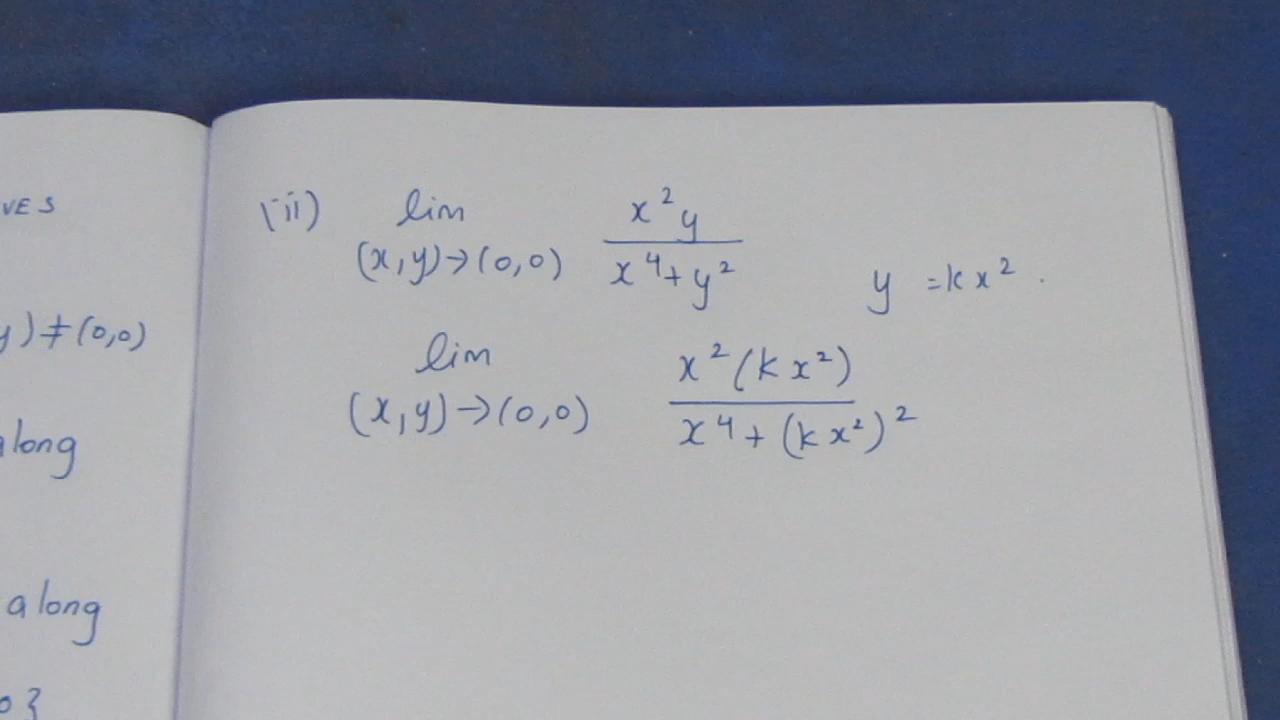 VES
y) ≠ (0,0)
along
along
0 }
(ii) lim (x,y)→(0,0) x²y / x⁴+y² y = kx².
lim (x,y)→(0,0) x²(kx²) / x⁴+(kx²)²